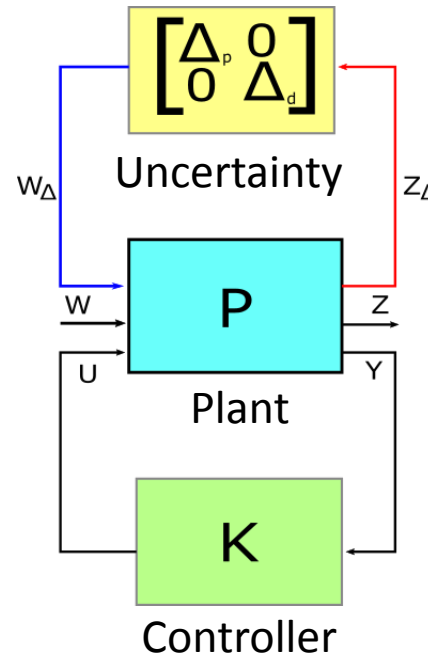 [Δp 0
0 Δd]
Uncertainty
WΔ
ZΔ
W
P
Z
U
Y
Plant
K
Controller